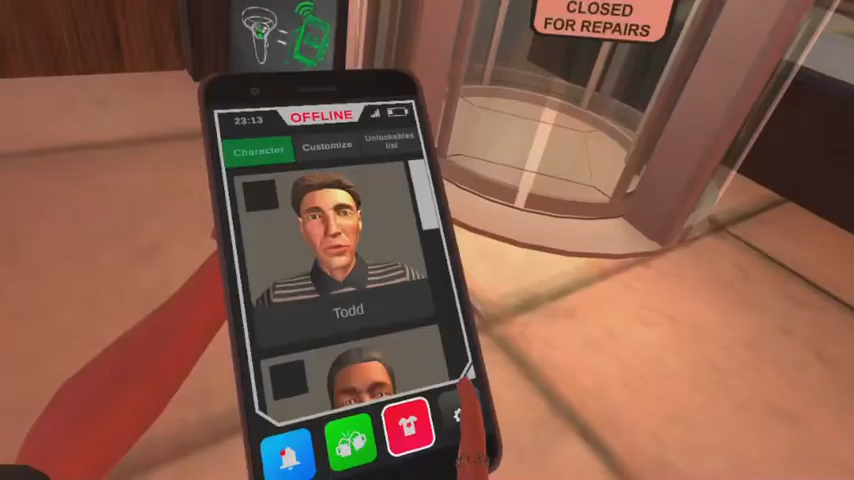 CLOSED
FOR REPAIRS
23:13
OFFLINE
Character
Customize
Unlockables
list
Todd